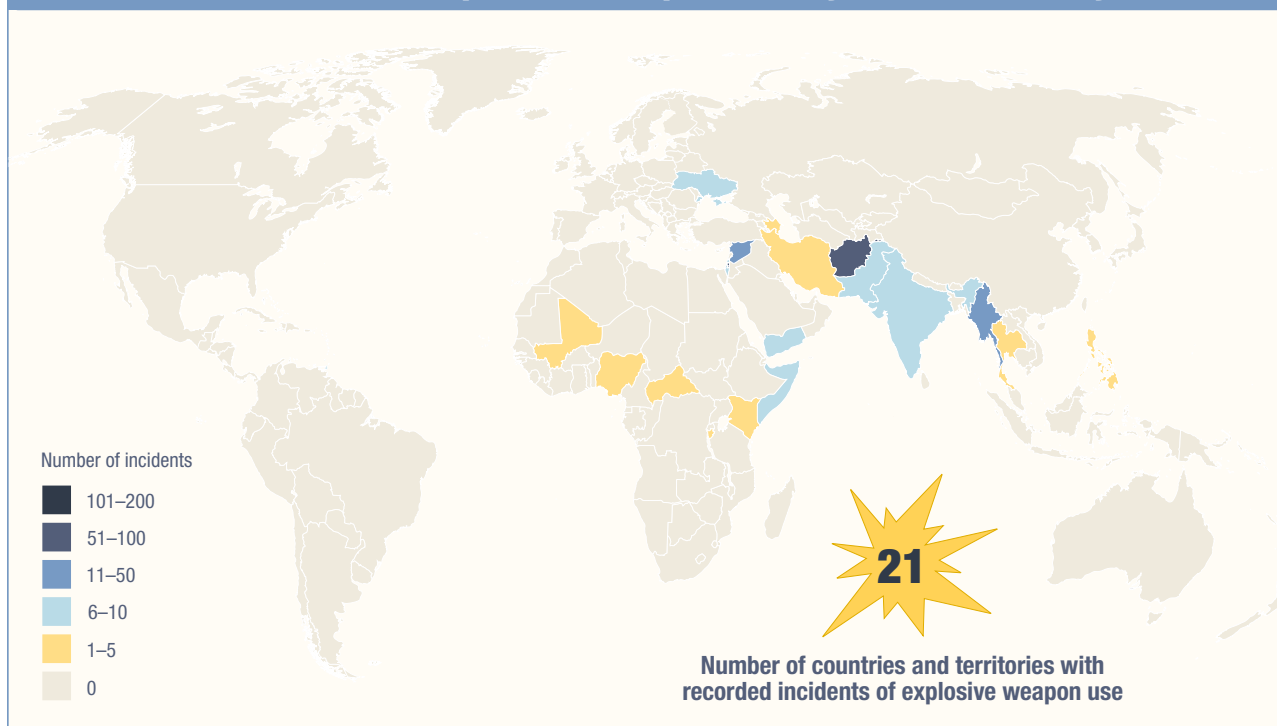 Number of incidents
101–200
51–100
11–50
6–10
1–5
0
21
Number of countries and territories with
recorded incidents of explosive weapon use